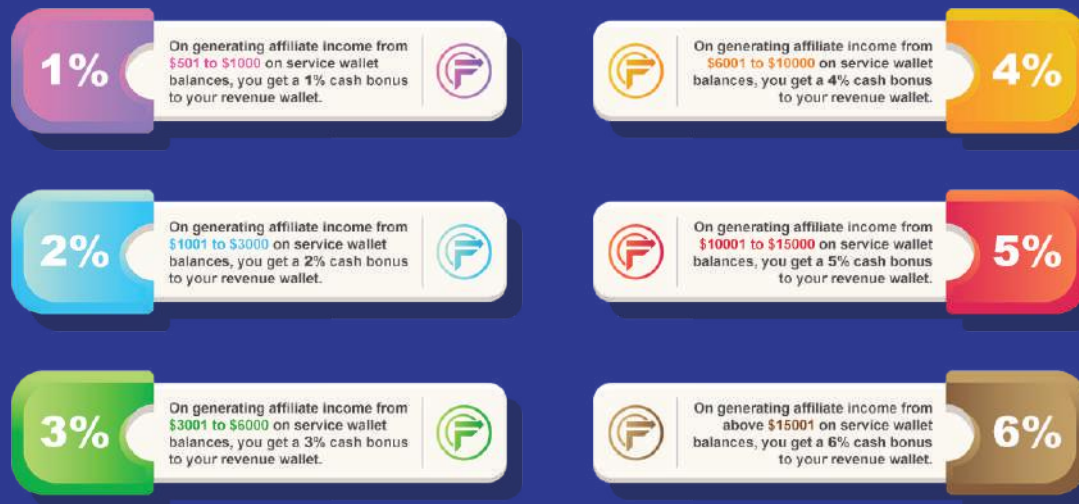 1%
On generating affiliate income from
$501 to $1000 on service wallet
balances, you get a 1% cash bonus
to your revenue wallet.
2%
On generating affiliate income from
$1001 to $3000 on service wallet
balances, you get a 2% cash bonus
to your revenue wallet.
3%
On generating affiliate income from
$3001 to $6000 on service wallet
balances, you get a 3% cash bonus
to your revenue wallet.
4%
On generating affiliate income from
$6001 to $10000 on service wallet
balances, you get a 4% cash bonus
to your revenue wallet.
5%
On generating affiliate income from
$10001 to $15000 on service wallet
balances, you get a 5% cash bonus
to your revenue wallet.
6%
On generating affiliate income from
above $15001 on service wallet
balances, you get a 6% cash bonus
to your revenue wallet.